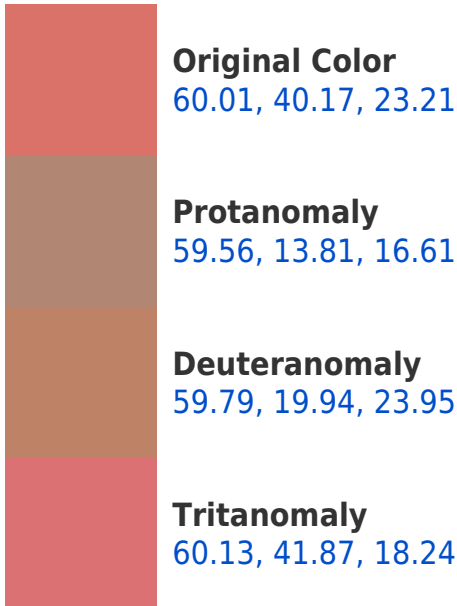 Original Color
60.01, 40.17, 23.21
Protanomaly
59.56, 13.81, 16.61
Deuteranomaly
59.79, 19.94, 23.95
Tritanomaly
60.13, 41.87, 18.24